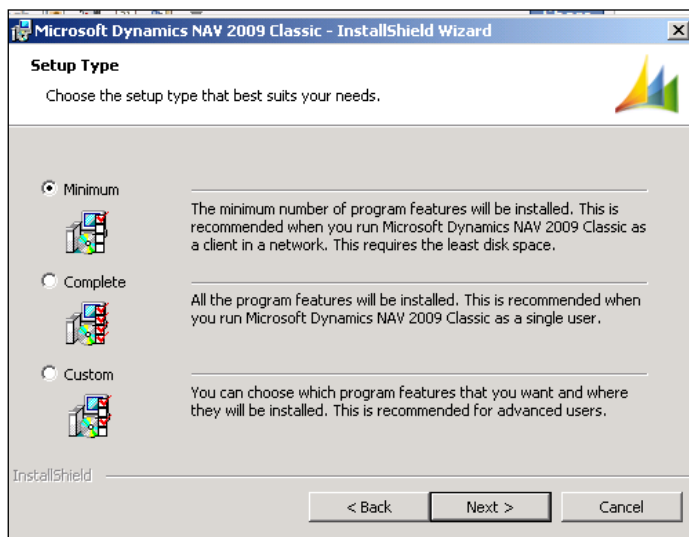 Microsoft Dynamics NAV 2009 Classic - InstallShield Wizard
Setup Type
Choose the setup type that best suits your needs.
Minimum
The minimum number of program features will be installed. This is
recommended when you run Microsoft Dynamics NAV 2009 Classic as
a client in a network. This requires the least disk space.
Complete
All the program features will be installed. This is recommended when
you run Microsoft Dynamics NAV 2009 Classic as a single user.
Custom
You can choose which program features that you want and where
they will be installed. This is recommended for advanced users.
InstallShield
< Back
Next >
Cancel